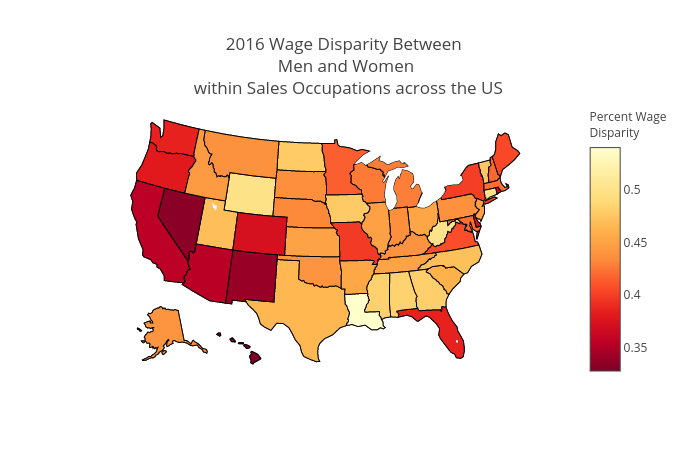 2016 Wage Disparity Between
Men and Women
within Sales Occupations across the US
Percent Wage
Disparity
0.5
0.45
0.4
0.35